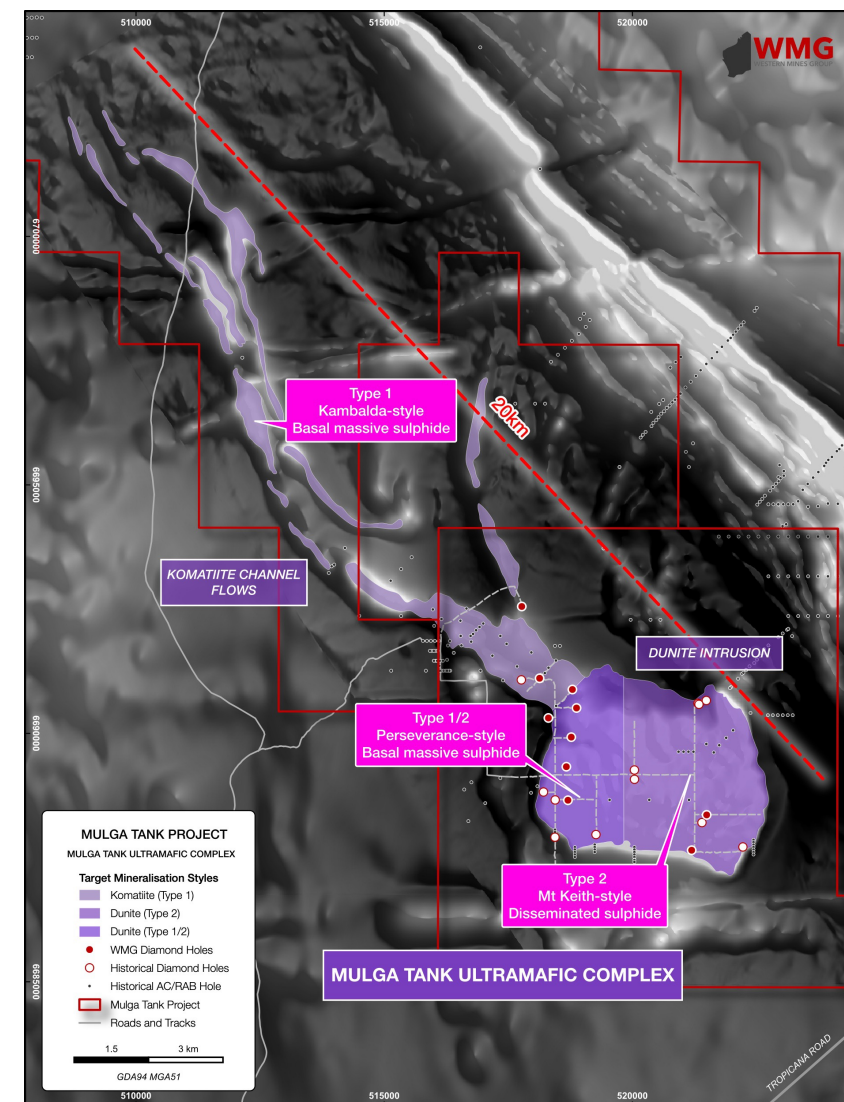 510000
515000
520000
WMG
WESTERN MINES GROUP
6700000
20km
Type 1
Kambalda-style
Basal massive sulphide
6695000
KOMATIITE CHANNEL
FLOWS
DUNITE INTRUSION
6690000
Type 1/2
Perseverance-style
Basal massive sulphide
Type 2
Mt Keith-style
Disseminated sulphide
MULGA TANK ULTRAMAFIC COMPLEX
6685000
MULGA TANK PROJECT
MULGA TANK ULTRAMAFIC COMPLEX
Target Mineralisation Styles
Komatiite (Type 1)
Dunite (Type 2)
Dunite (Type 1/2)
WMG Diamond Holes
Historical Diamond Holes
Historical AC/RAB Hole
Mulga Tank Project
Roads and Tracks
1.5 3 km
GDA94 MGA51
TROPICANA ROAD
510000
515000
520000